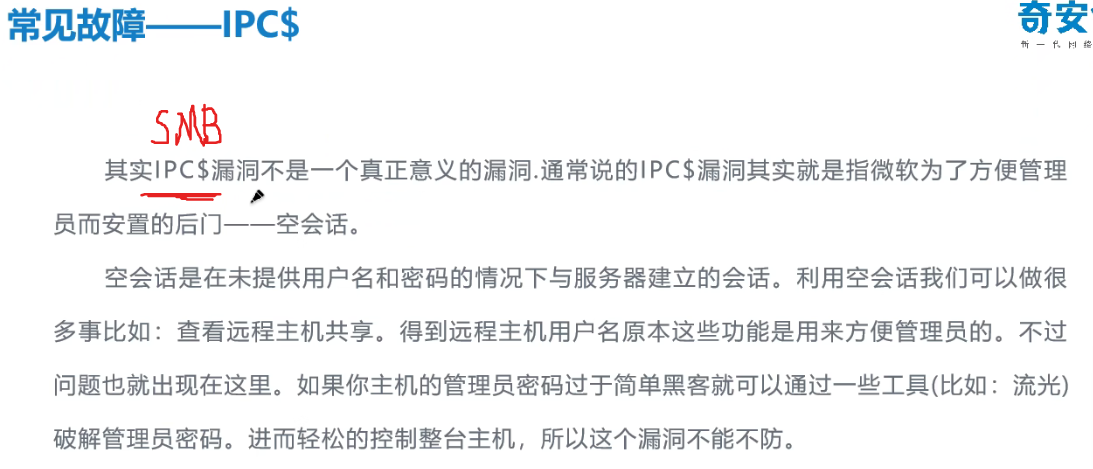 常见故障——IPC$
奇安
新一代网络
SMB
其实IPC$漏洞不是一个真正意义的漏洞.通常说的IPC$漏洞其实就是指微软为了方便管理
员而安置的后门——空会话。
空会话是在未提供用户名和密码的情况下与服务器建立的会话。利用空会话我们可以做很
多事比如：查看远程主机共享。得到远程主机用户名原本这些功能是用来方便管理员的。不过
问题也就出现在这里。如果你主机的管理员密码过于简单黑客就可以通过一些工具(比如：流光)
破解管理员密码。进而轻松的控制整台主机，所以这个漏洞不能不防。